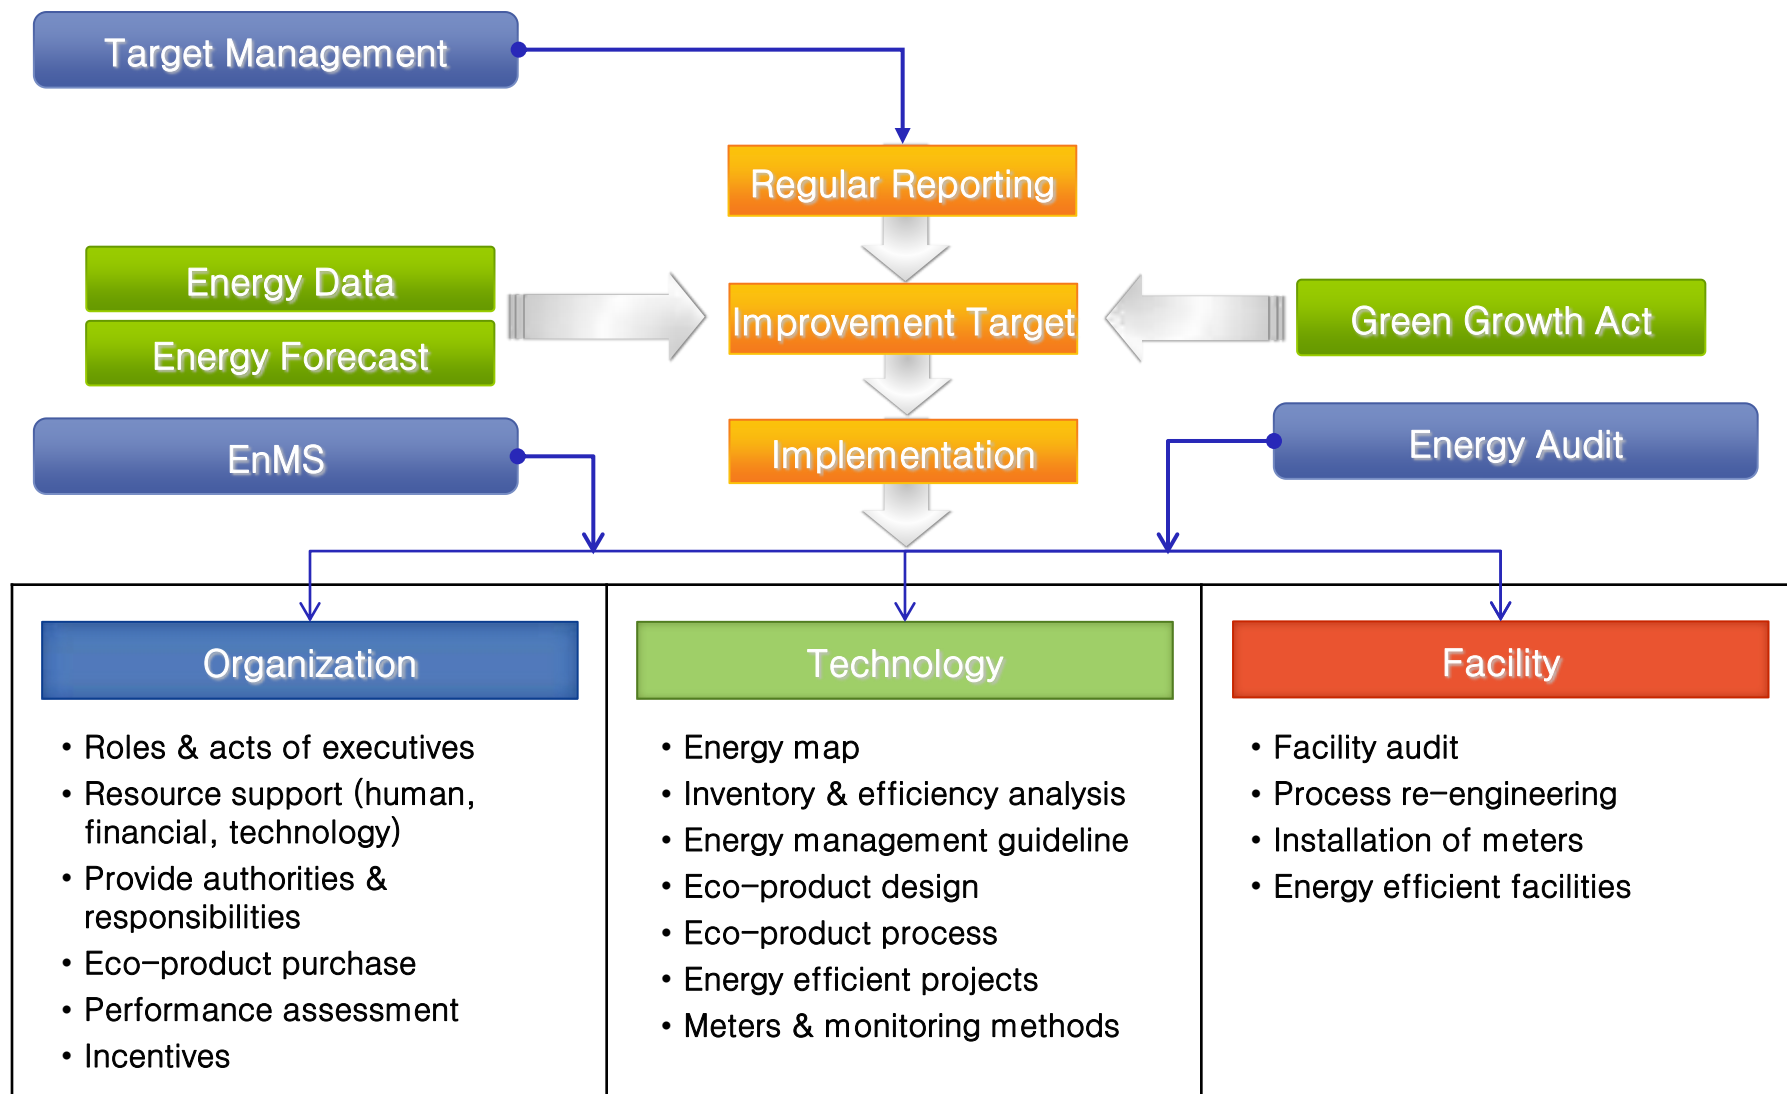 Target Management
Regular Reporting
Energy Data
Energy Forecast
Improvement Target
Green Growth Act
EnMS
Implementation
Energy Audit
Organization
• Roles & acts of executives
• Resource support (human,
financial, technology)
• Provide authorities &
responsibilities
• Eco-product purchase
• Performance assessment
• Incentives
Technology
• Energy map
• Inventory & efficiency analysis
• Energy management guideline
• Eco-product design
• Eco-product process
• Energy efficient projects
• Meters & monitoring methods
Facility
• Facility audit
• Process re-engineering
• Installation of meters
• Energy efficient facilities